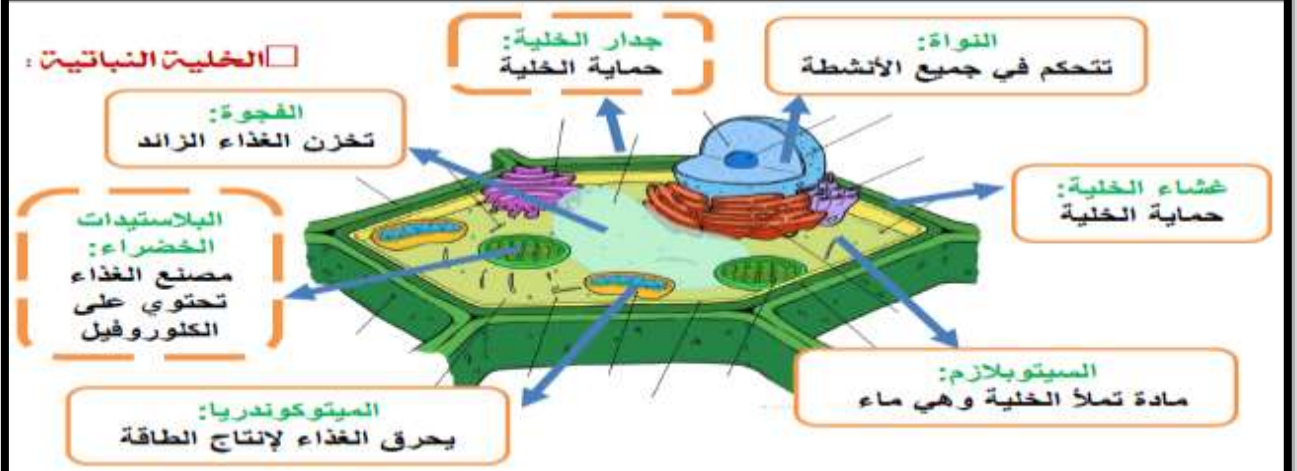 الخلية النباتية :
النواة:
تتحكم في جميع الأنشطة
جدار الخلية:
حماية الخلية
الفجوة:
تخزن الغذاء الزائد
غشاء الخلية:
حماية الخلية
البلاستيدات
الخضراء:
مصنع الغذاء
تحتوي على
الكلوروفيل
السيتوبلازم:
مادة تملأ الخلية وهي ماء
الميتوكوندريا:
يحرق الغذاء لإنتاج الطاقة